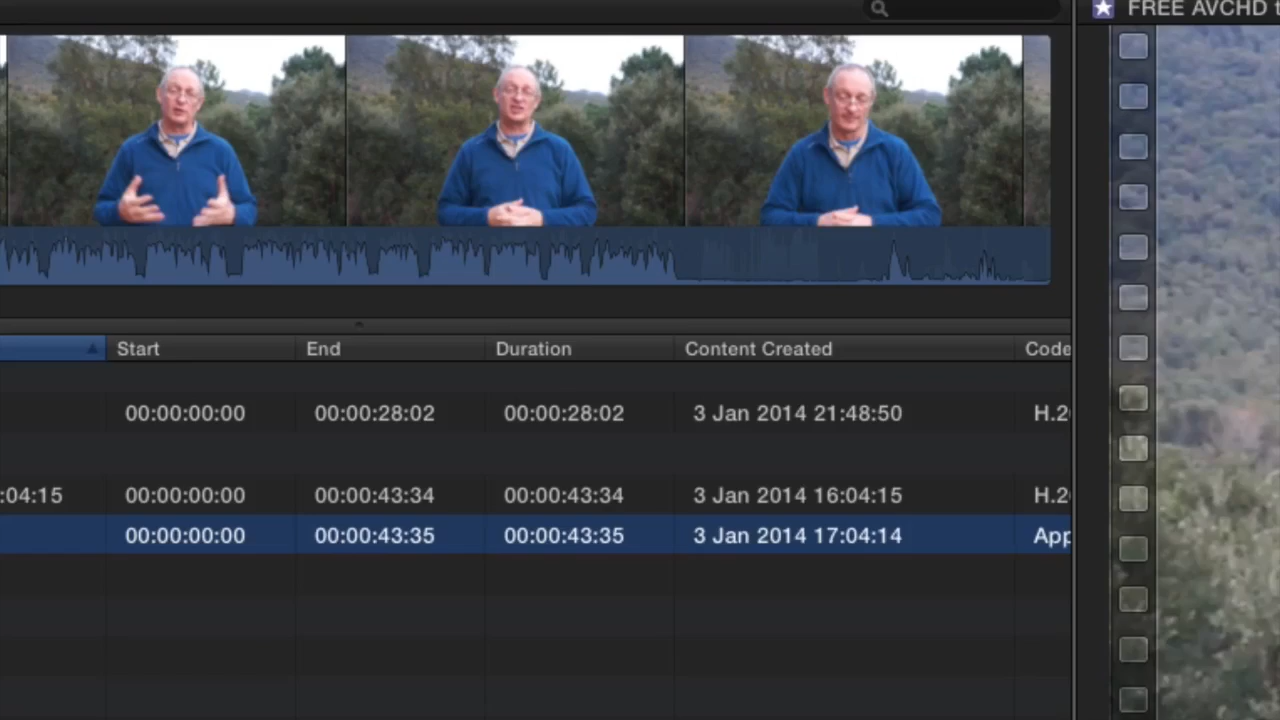 FREE AVCHD t
Start End Duration Content Created Code
00:00:00:00 00:00:28:02 00:00:28:02 3 Jan 2014 21:48:50 H.2
:04:15 00:00:00:00 00:00:43:34 00:00:43:34 3 Jan 2014 16:04:15 H.2
00:00:00:00 00:00:43:35 00:00:43:35 3 Jan 2014 17:04:14 App